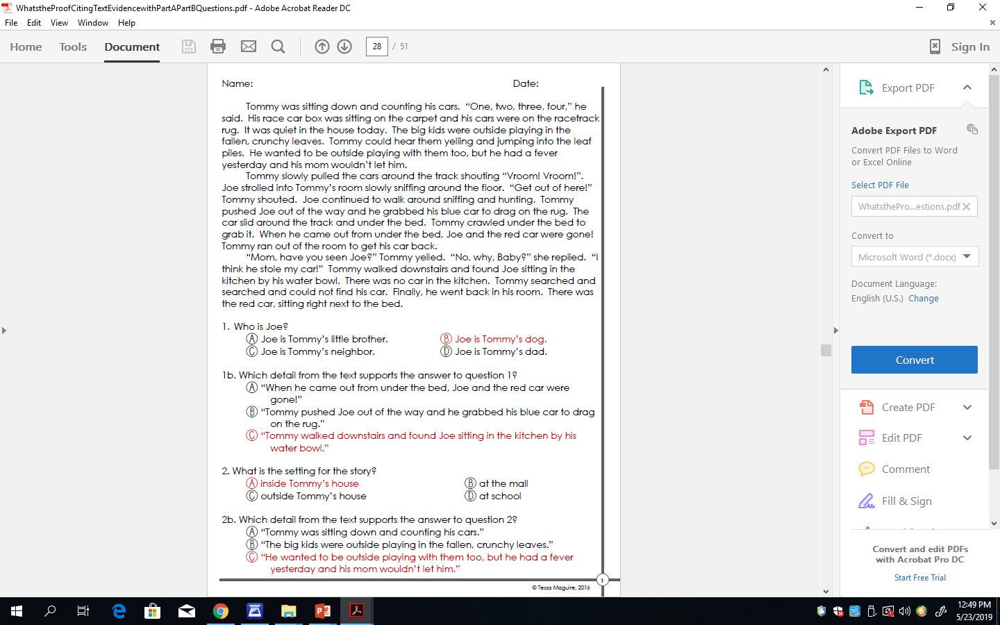 WhatstheProofCitingTextEvidencewithPartAPartBQuestions.pdf - Adobe Acrobat Reader DC
File Edit View Window Help
Home Tools Document 28 / 51 Sign In
Name: Date:
Tommy was sitting down and counting his cars. “One, two, three, four,” he
said. His race car box was sitting on the carpet and his cars were on the racetrack
rug. It was quiet in the house today. The big kids were outside playing in the
fallen, crunchy leaves. Tommy could hear them yelling and jumping into the leaf
piles. He wanted to be outside playing with them too, but he had a fever
yesterday and his mom wouldn’t let him.
Tommy slowly pulled the cars around the track shouting “Vroom! Vroom!”.
Joe strolled into Tommy’s room slowly sniffing around the floor. “Get out of here!”
Tommy shouted. Joe continued to walk around sniffing and hunting. Tommy
pushed Joe out of the way and he grabbed his blue car to drag on the rug. The
car slid around the track and under the bed. Tommy crawled under the bed to
grab it. When he came out from under the bed, Joe and the red car were gone!
Tommy ran out of the room to get his car back.
“Mom, have you seen Joe?” Tommy yelled. “No, why, Baby?” she replied. “I
think he stole my car!” Tommy walked downstairs and found Joe sitting in the
kitchen by his water bowl. There was no car in the kitchen. Tommy searched and
searched and could not find his car. Finally, he went back in his room. There was
the red car, sitting right next to the bed.
1. Who is Joe?
A Joe is Tommy’s little brother. B Joe is Tommy’s dog.
C Joe is Tommy’s neighbor. D Joe is Tommy’s dad.
1b. Which detail from the text supports the answer to question 1?
A “When he came out from under the bed, Joe and the red car were
gone!”
B “Tommy pushed Joe out of the way and he grabbed his blue car to drag
on the rug.”
C “Tommy walked downstairs and found Joe sitting in the kitchen by his
water bowl.”
2. What is the setting for the story?
A inside Tommy’s house B at the mall
C outside Tommy’s house D at school
2b. Which detail from the text supports the answer to question 2?
A “Tommy was sitting down and counting his cars.”
B “The big kids were outside playing in the fallen, crunchy leaves.”
C “He wanted to be outside playing with them too, but he had a fever
yesterday and his mom wouldn’t let him.”
1
© Tessa Maguire, 2016
Export PDF
Adobe Export PDF
Convert PDF Files to Word
or Excel Online
Select PDF File
WhatsthePro...estions.pdf
Convert to
Microsoft Word (*.docx)
Document Language:
English (U.S.) Change
Convert
Create PDF
Edit PDF
Comment
Fill & Sign
Convert and edit PDFs
with Acrobat Pro DC
Start Free Trial
12:49 PM
5/23/2019